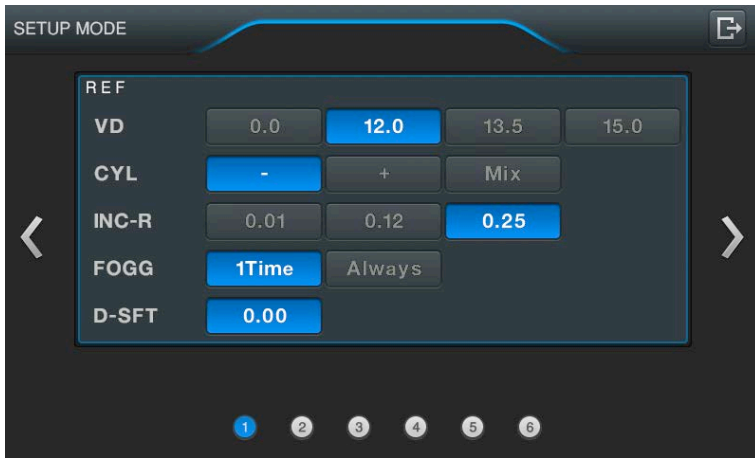 SETUP MODE
REF
VD 0.0 12.0 13.5 15.0
CYL - + Mix
INC-R 0.01 0.12 0.25
FOGG 1Time Always
D-SFT 0.00
1 2 3 4 5 6